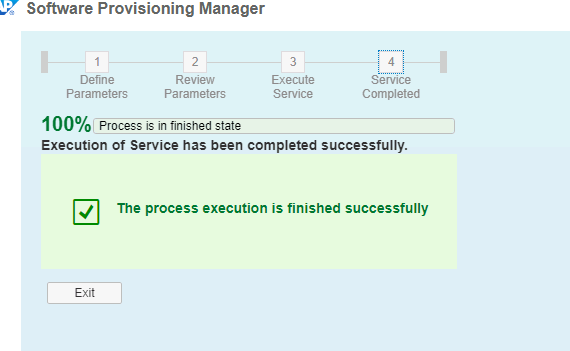 Software Provisioning Manager
1 2 3 4
Define Parameters Review Parameters Execute Service Service Completed
100% Process is in finished state
Execution of Service has been completed successfully.
The process execution is finished successfully
Exit